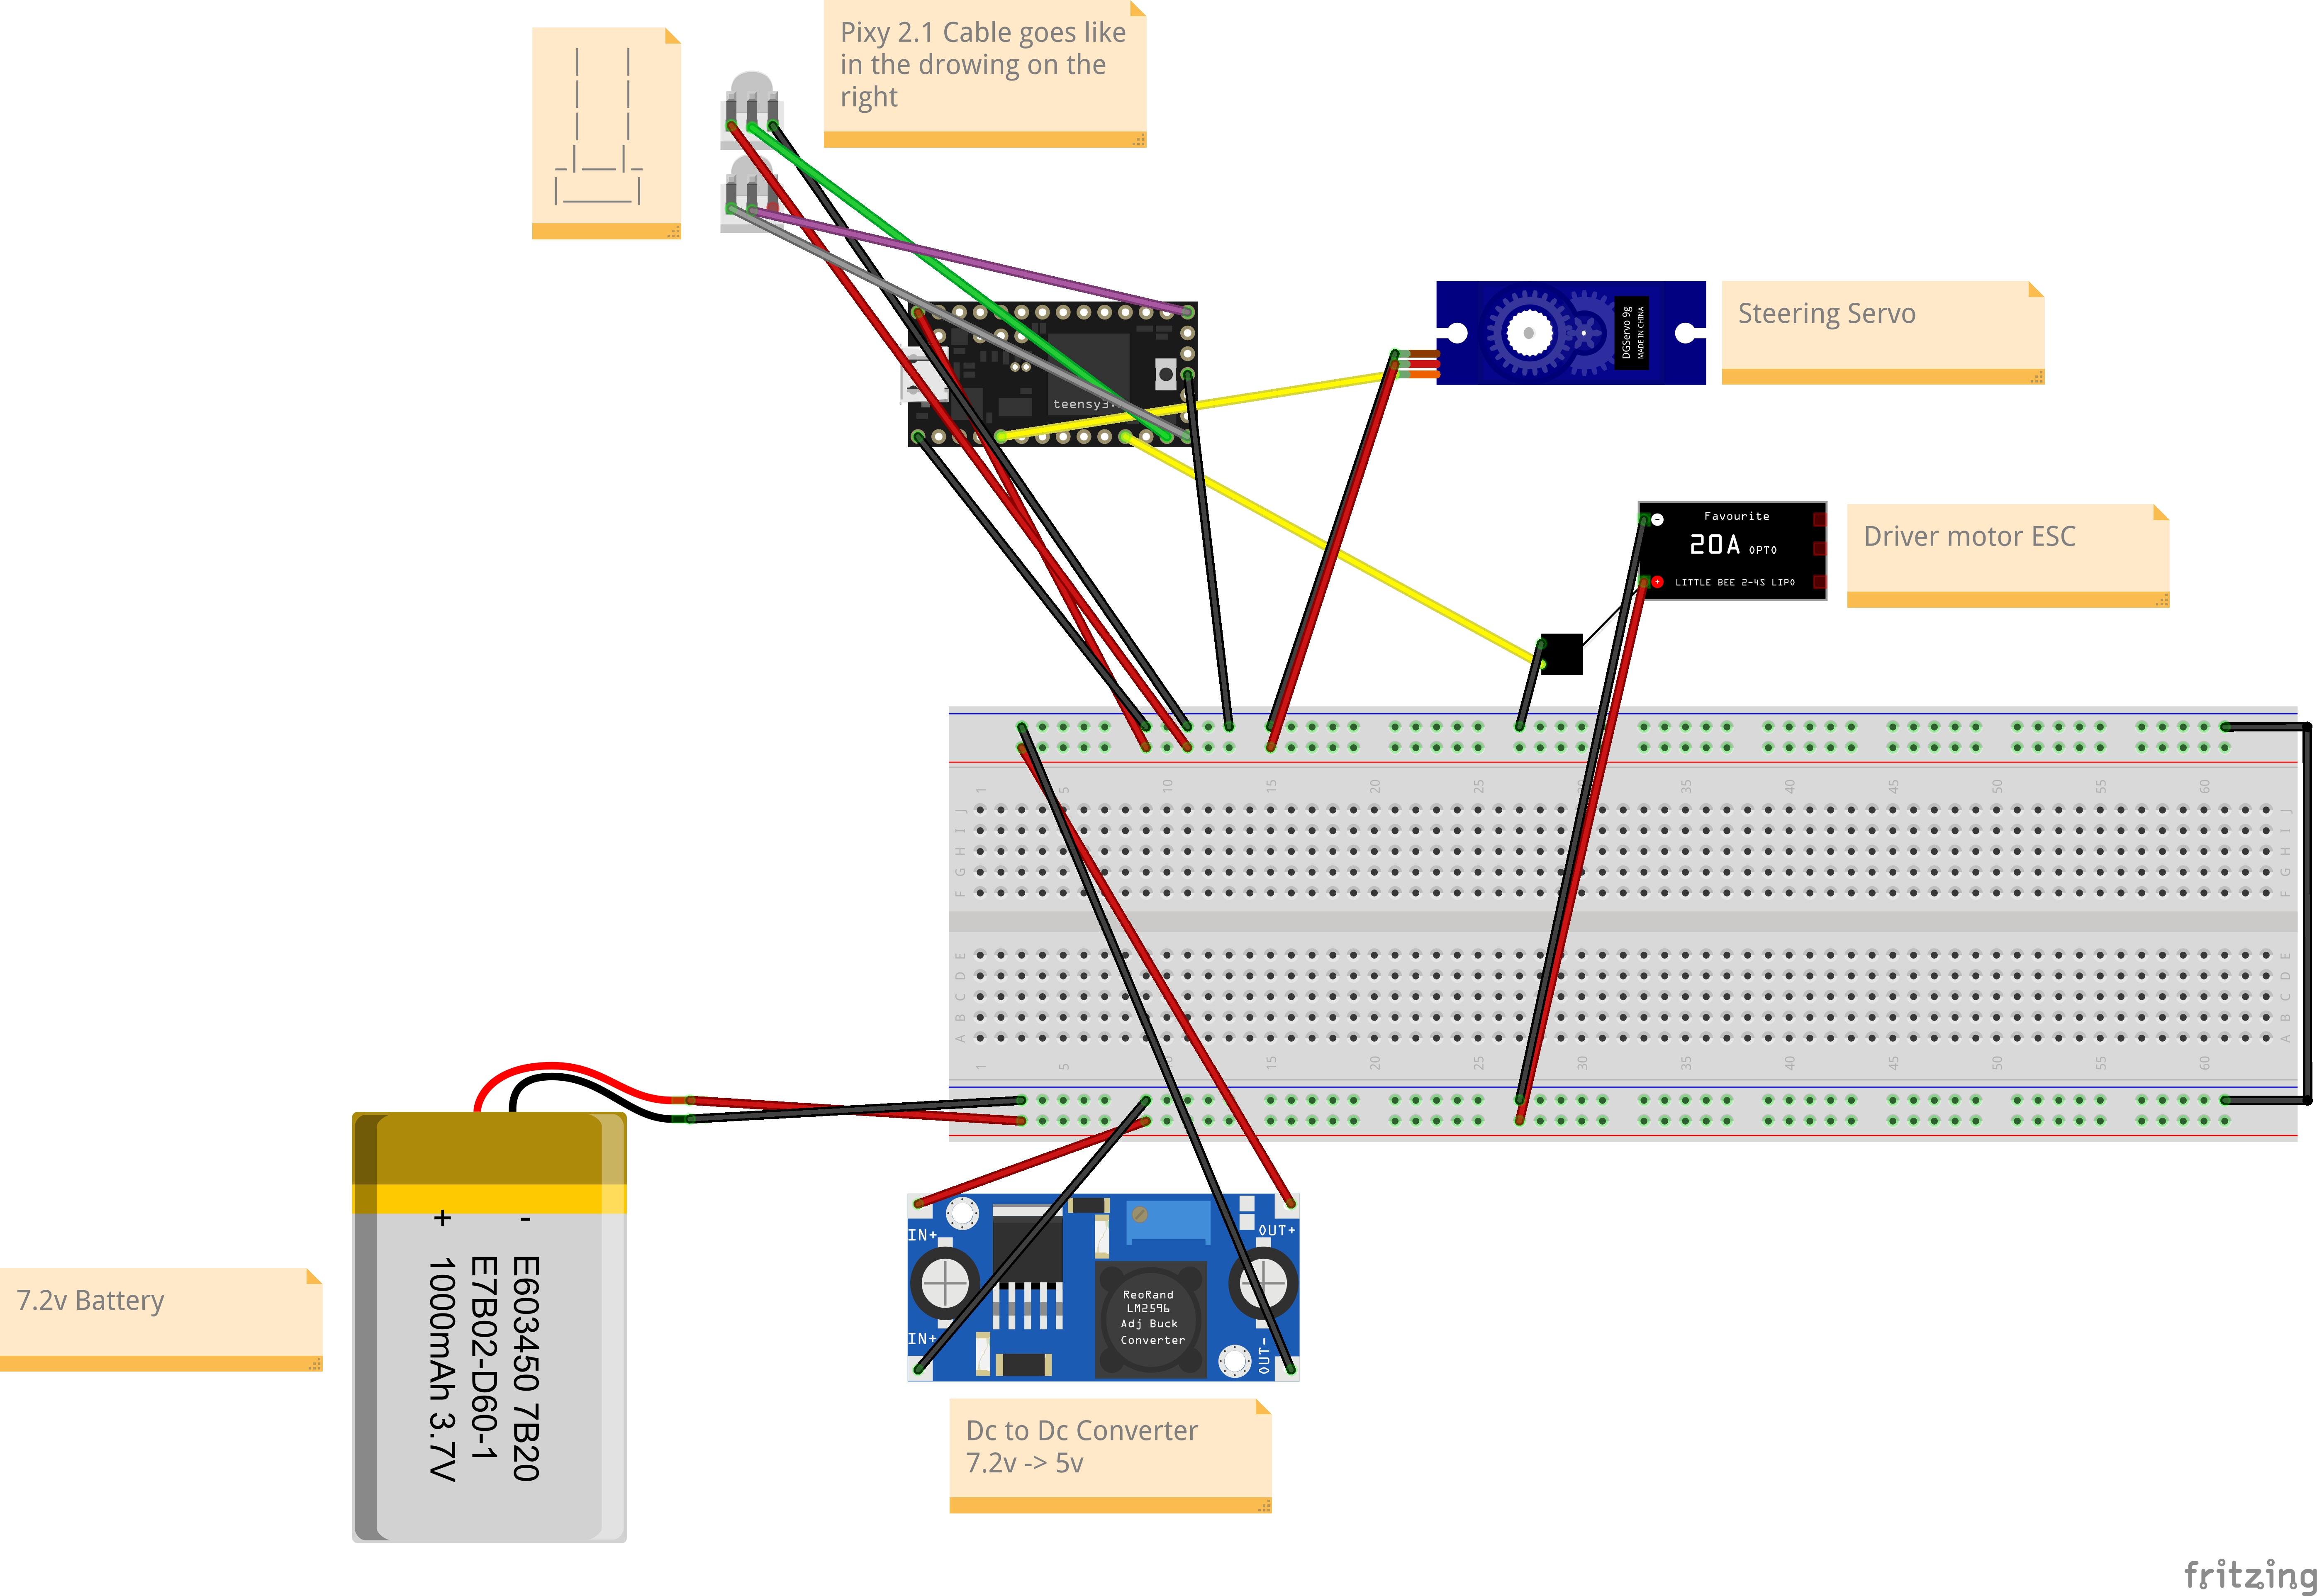 Pixy 2.1 Cable goes like
in the drowing on the
right
teensy3.
DGServo 9g
MADE IN CHINA
Steering Servo
- Favourite
20A OPTO
+ LITTLE BEE 2-4S LIPO
Driver motor ESC
1 5 10 15 20 25 30 35 40 45 50 55 60
J J
I I
H H
G G
F F
E E
D D
C C
B B
A A
1 5 10 15 20 25 30 35 40 45 50 55 60
+ -
E603450 7B20
E7B02-D60-1
1000mAh 3.7V
7.2v Battery
IN+ OUT+
ReoRand
LM2596
Adj Buck
Converter
IN+ OUT-
Dc to Dc Converter
7.2v -> 5v
fritzing